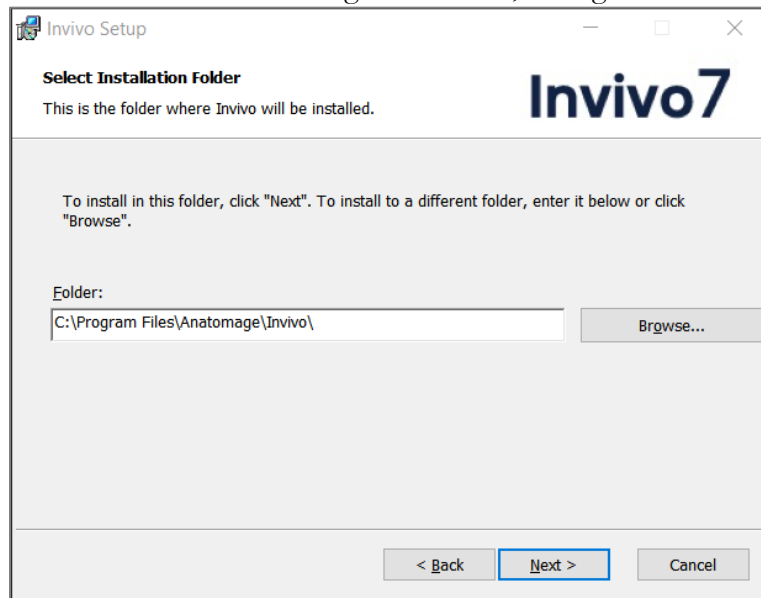 Invivo Setup
Select Installation Folder
This is the folder where Invivo will be installed.
Invivo7
To install in this folder, click "Next". To install to a different folder, enter it below or click
"Browse".
Folder:
C:\Program Files\Anatomage\Invivo\
Browse...
< Back
Next >
Cancel